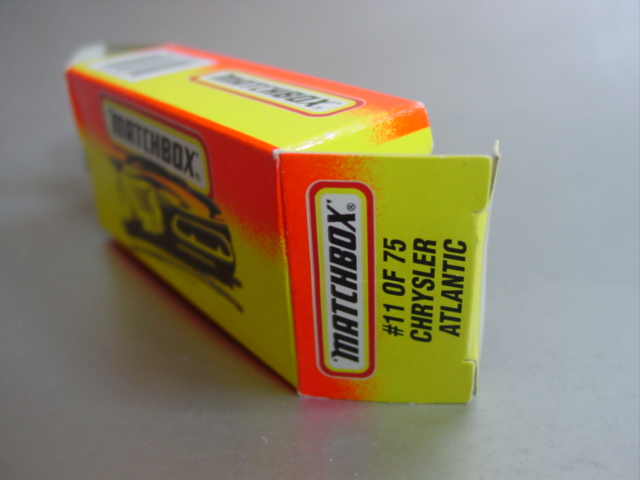 MATCHBOX®
MATCHBOX®
MATCHBOX®
#11 OF 75
CHRYSLER
ATLANTIC